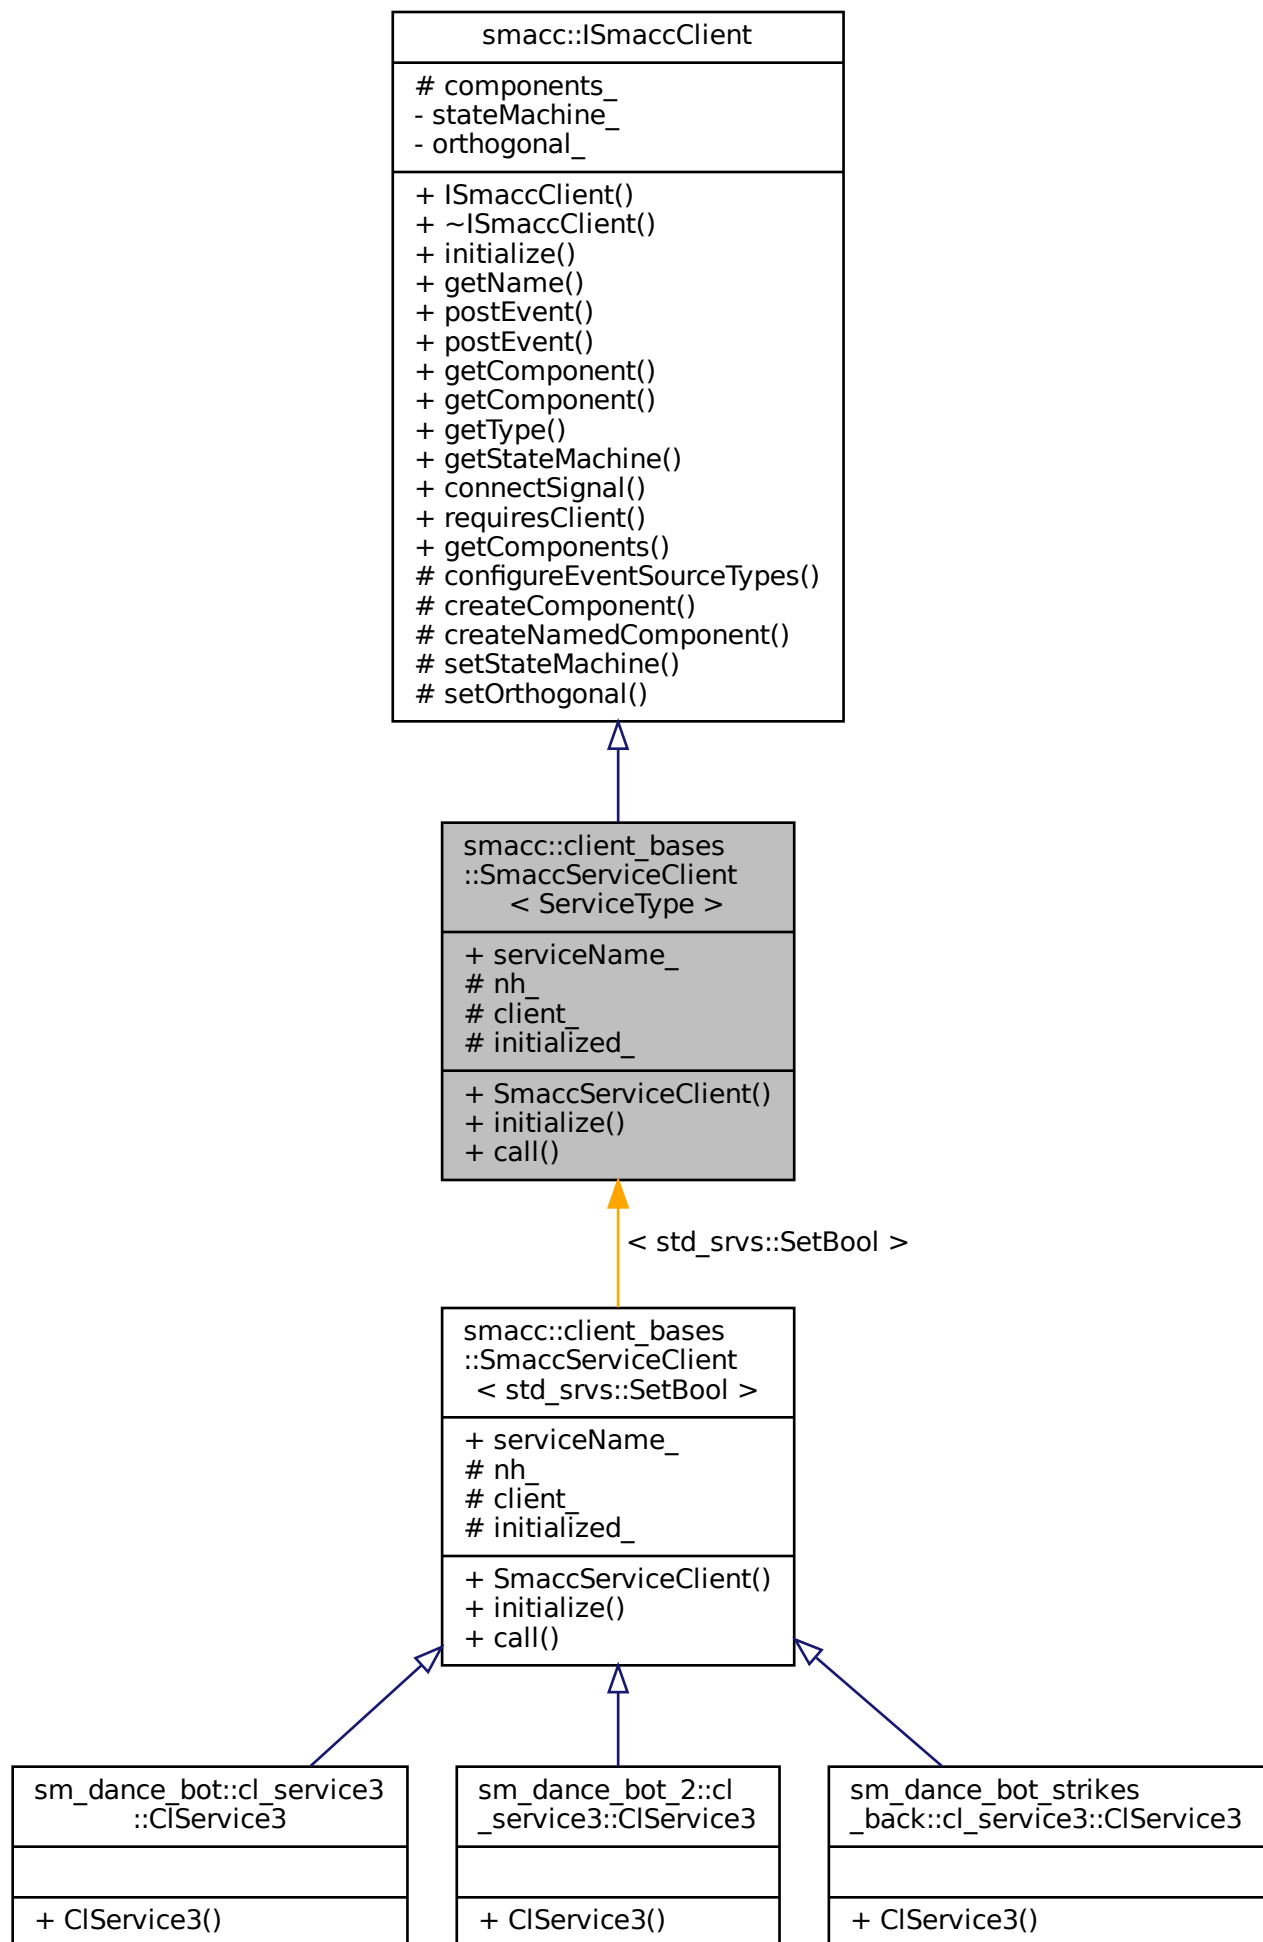 smacc::ISmaccClient
# components_
- stateMachine_
- orthogonal_
+ ISmaccClient()
+ ~ISmaccClient()
+ initialize()
+ getName()
+ postEvent()
+ postEvent()
+ getComponent()
+ getComponent()
+ getType()
+ getStateMachine()
+ connectSignal()
+ requiresClient()
+ getComponents()
# configureEventSourceTypes()
# createComponent()
# createNamedComponent()
# setStateMachine()
# setOrthogonal()
smacc::client_bases
::SmaccServiceClient
< ServiceType >
+ serviceName_
# nh_
# client_
# initialized_
+ SmaccServiceClient()
+ initialize()
+ call()
< std_srvs::SetBool >
smacc::client_bases
::SmaccServiceClient
< std_srvs::SetBool >
+ serviceName_
# nh_
# client_
# initialized_
+ SmaccServiceClient()
+ initialize()
+ call()
sm_dance_bot::cl_service3
::ClService3
+ ClService3()
sm_dance_bot_2::cl
_service3::ClService3
+ ClService3()
sm_dance_bot_strikes
_back::cl_service3::ClService3
+ ClService3()